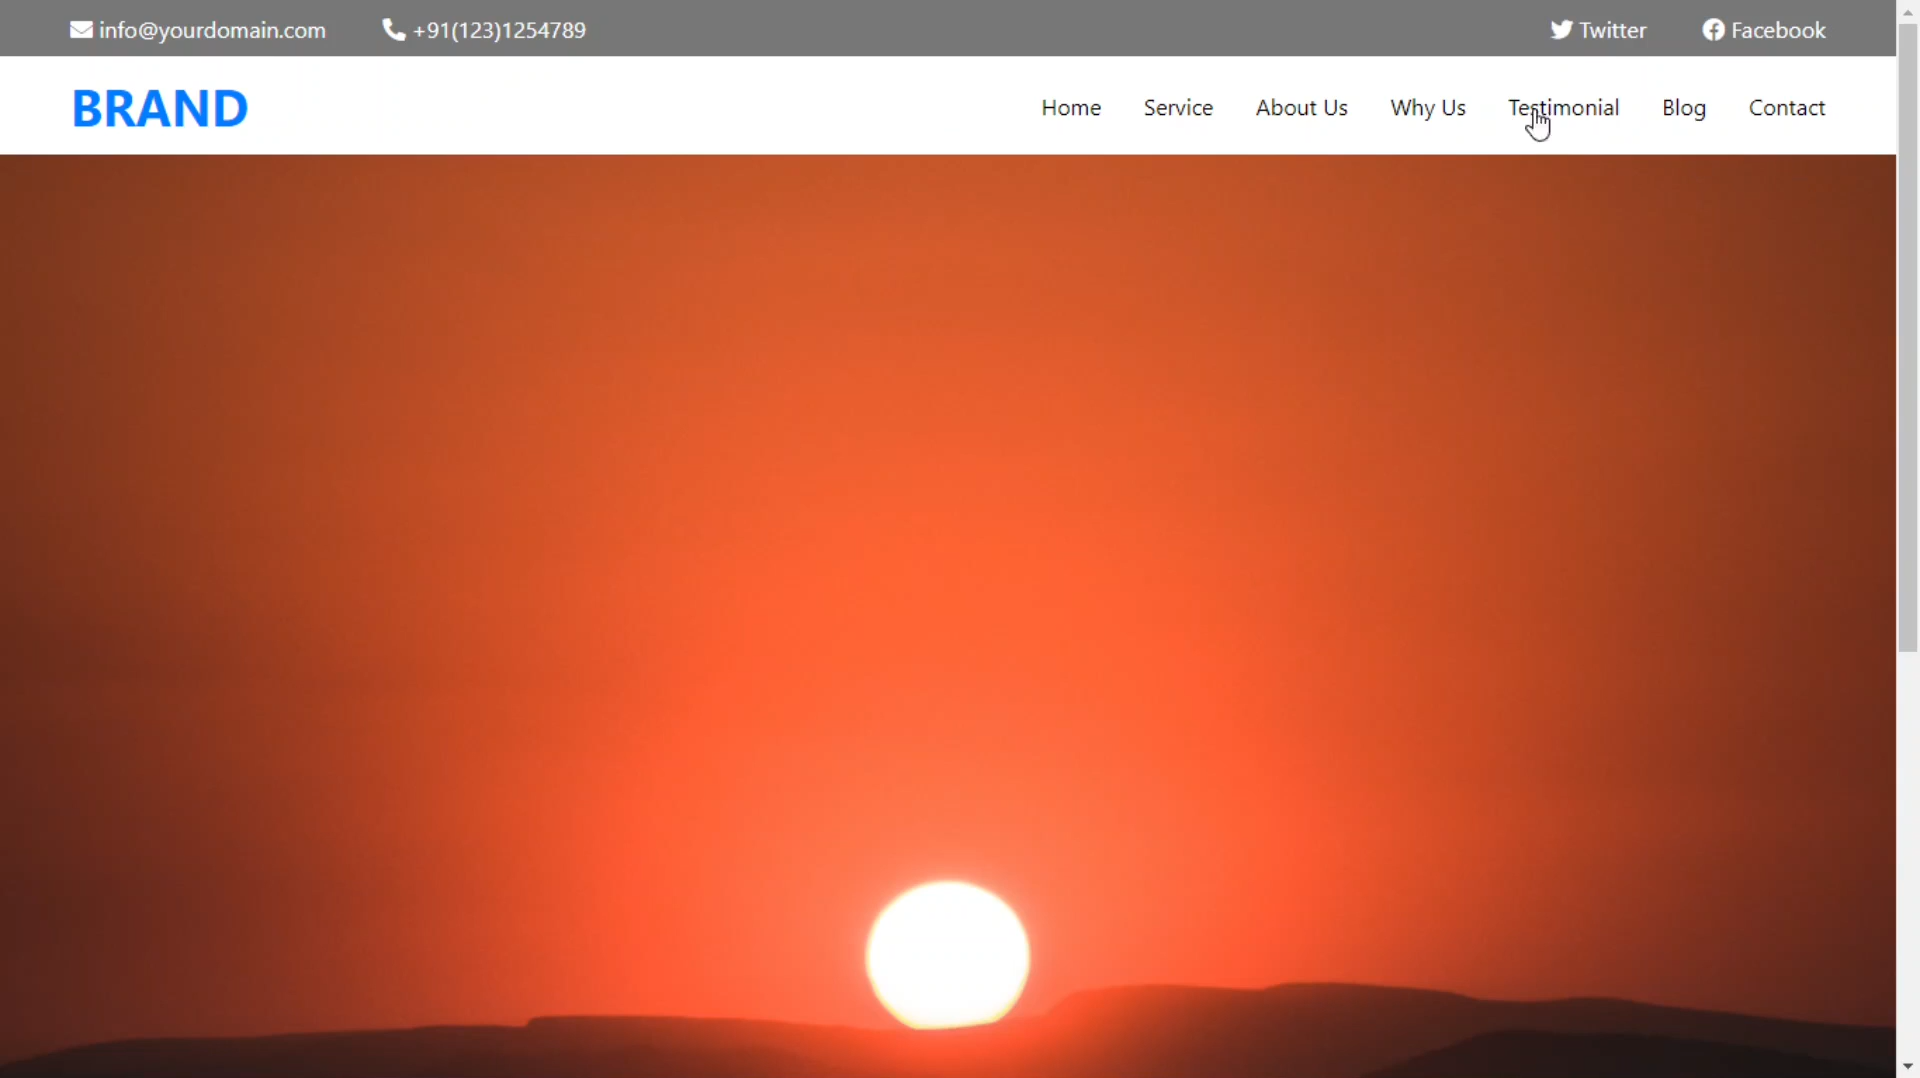 info@yourdomain.com +91(123)1254789 Twitter Facebook
BRAND Home Service About Us Why Us Testimonial Blog Contact